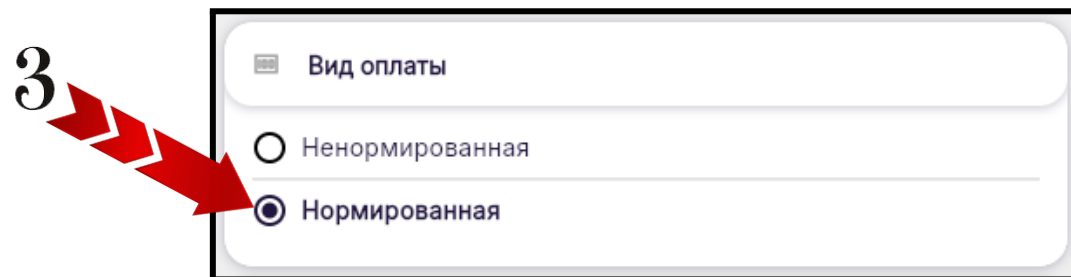 3
Вид оплаты
Ненормированная
Нормированная